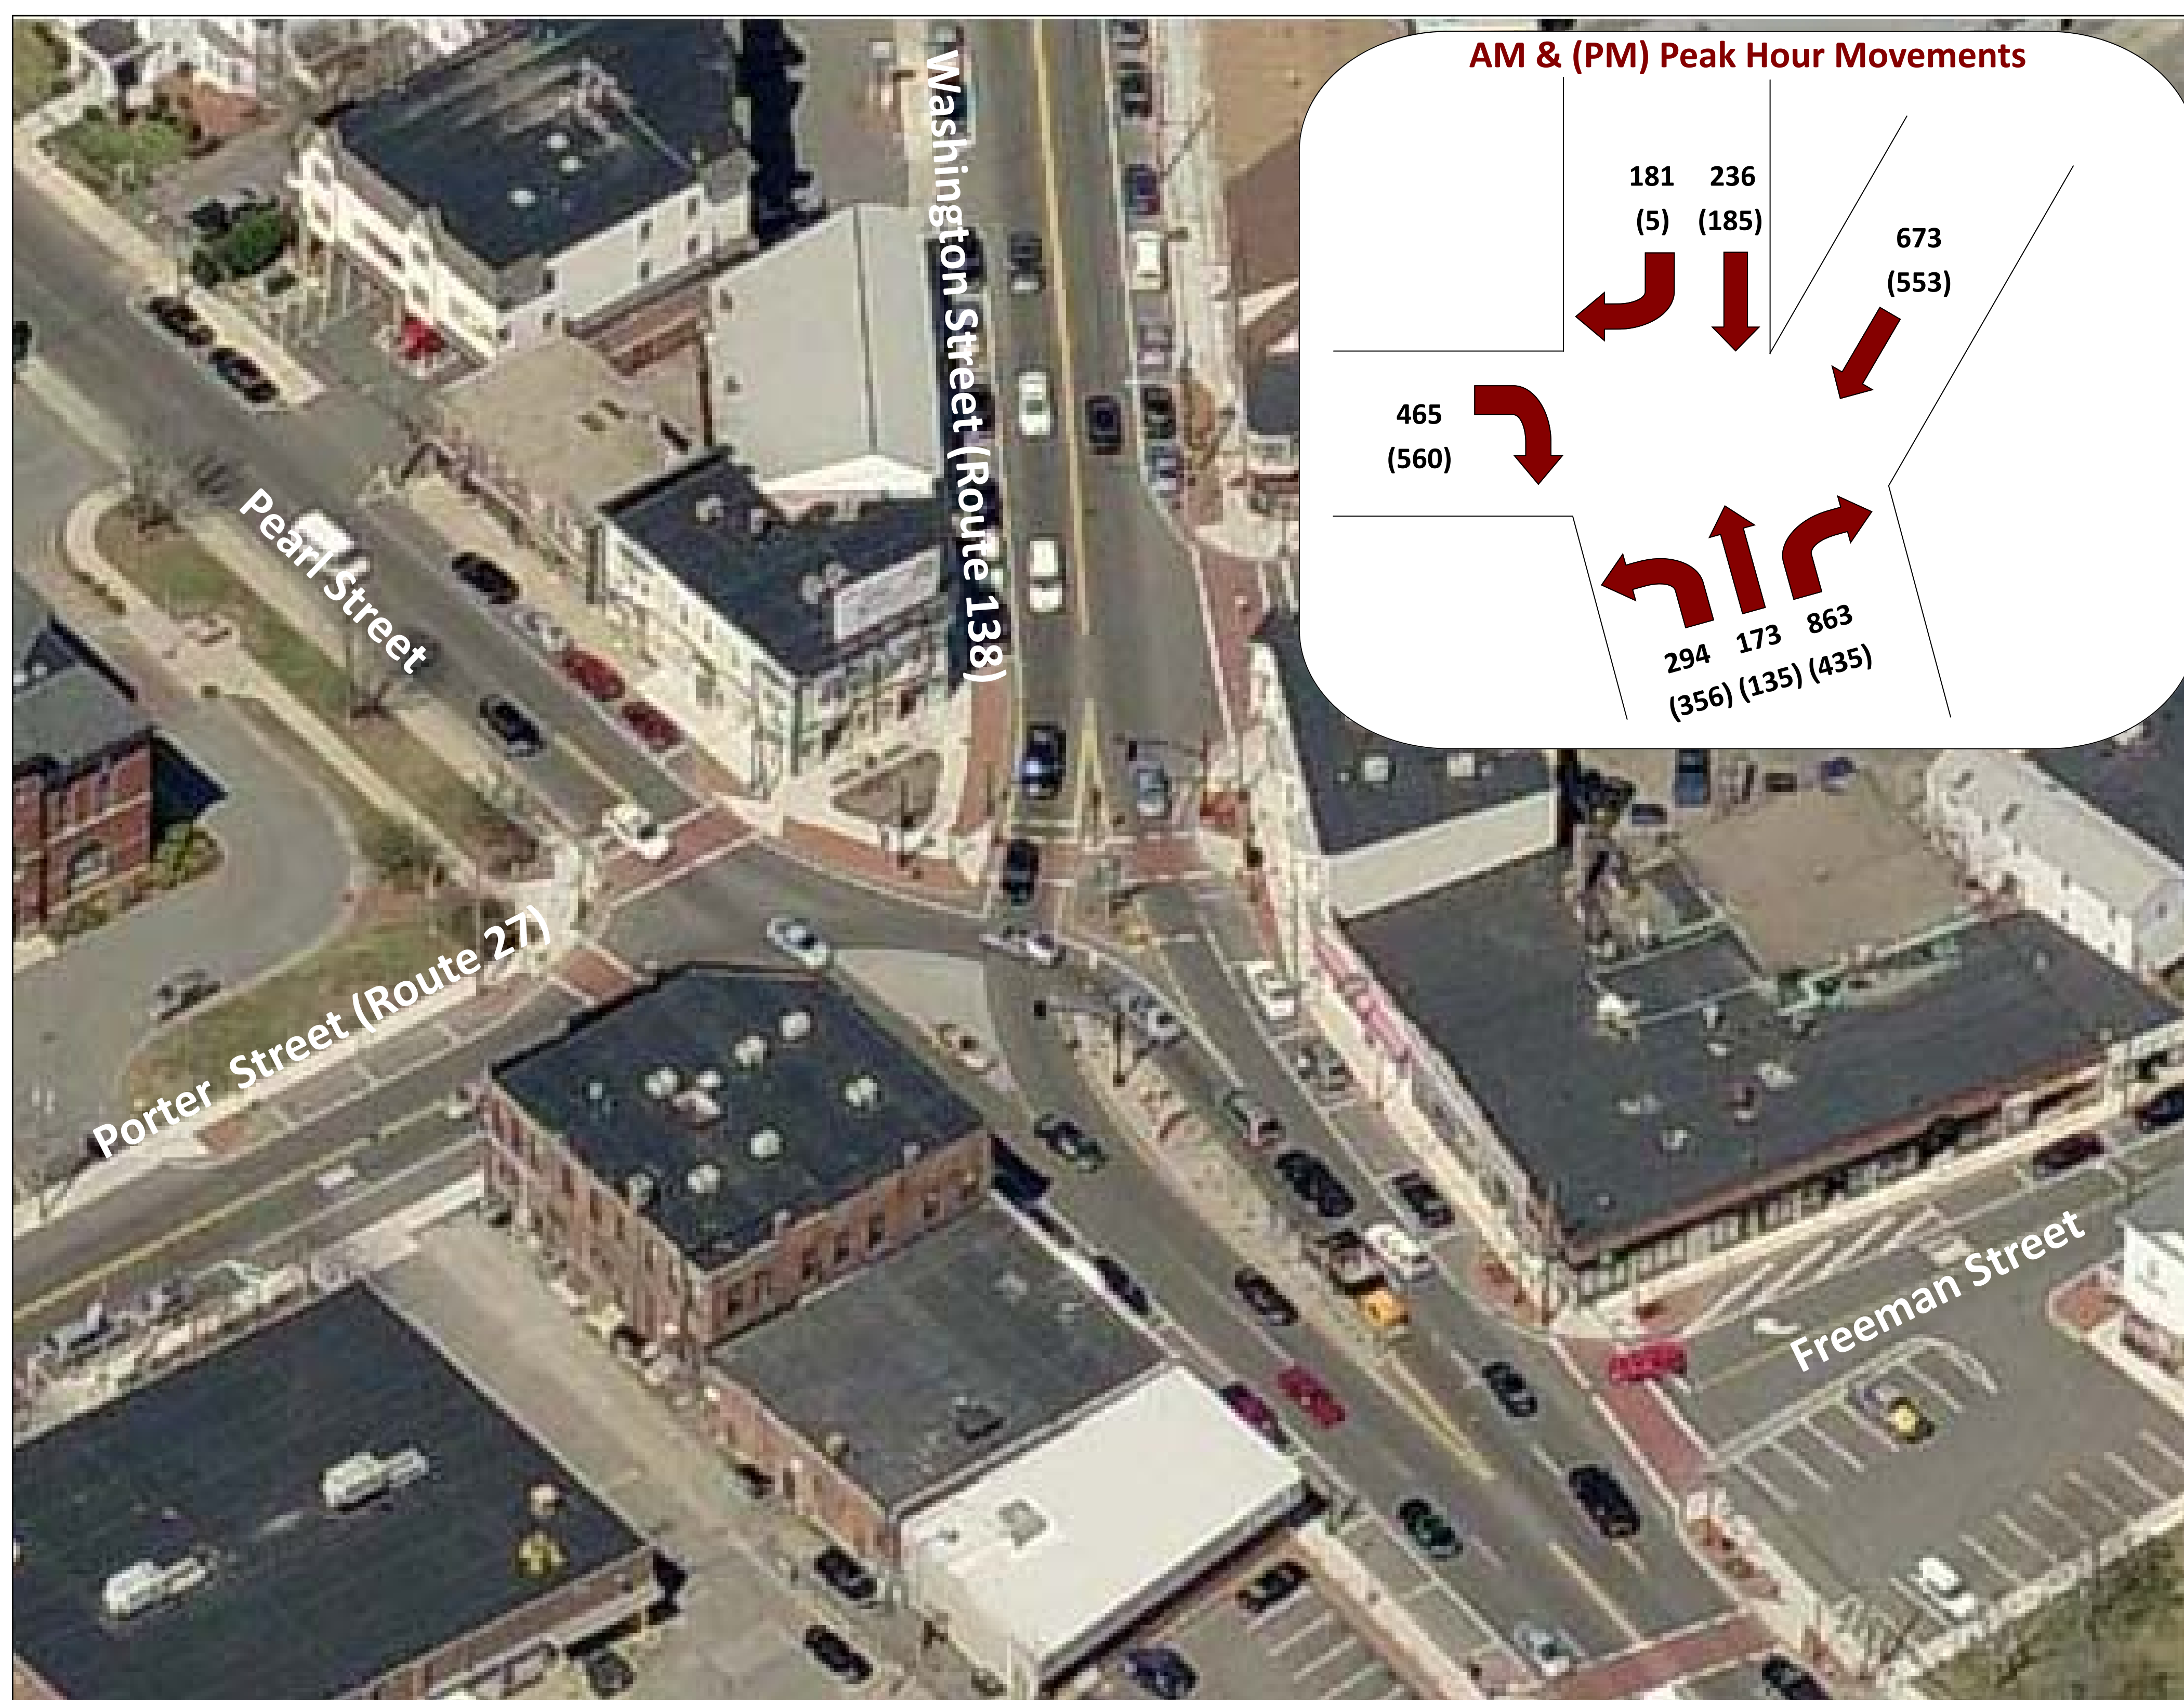 AM & (PM) Peak Hour Movements
181 236
(5) (185)
673
(553)
465
(560)
294 173 863
(356) (135) (435)
Washington Street (Route 138)
Pearl Street
Porter Street (Route 27)
Freeman Street